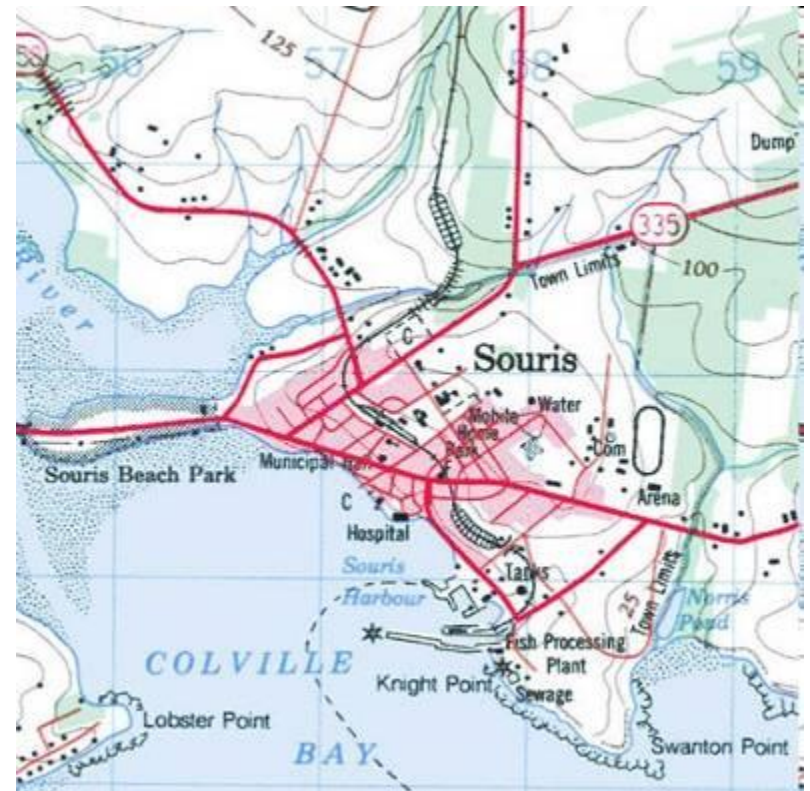 125
56
57
58
59
Dump
335
River
Town Limits
100
C
Souris
Mobile
Home
Park
Water
Com
Souris Beach Park
Municipal Hall
Arena
C
Hospital
Souris
Harbour
Tanks
25
Town Limits
Norris
Pond
Fish Processing
Plant
COLVILLE
Knight Point
Sewage
Lobster Point
BAY
Swanton Point